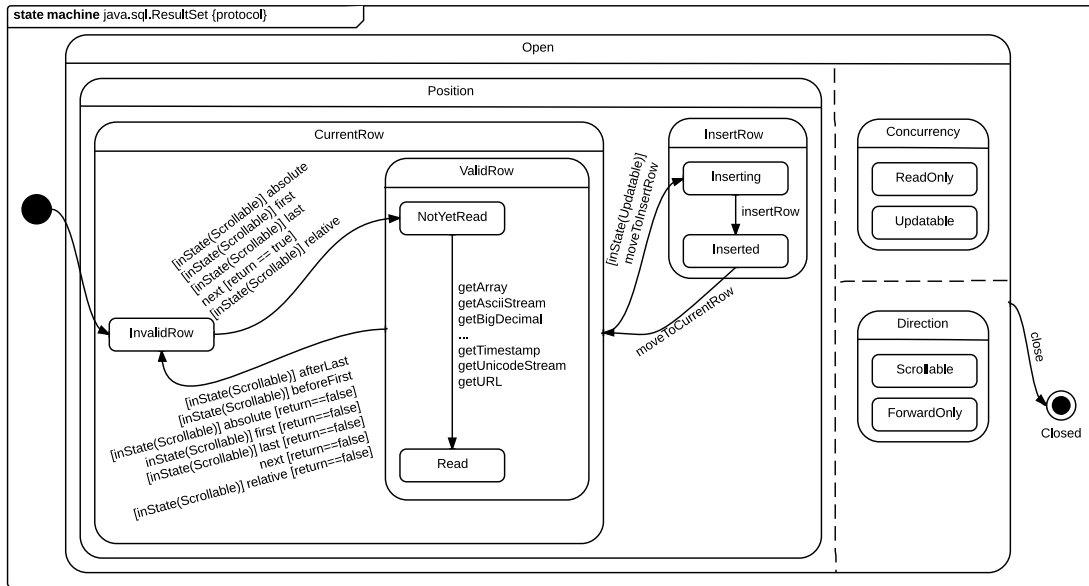 state machine java.sql.ResultSet {protocol}
Open
Position
CurrentRow
ValidRow
NotYetRead
[inState(Scrollable)] absolute
[inState(Scrollable)] first
[inState(Scrollable)] last
next [return == true]
[inState(Scrollable)] relative
InvalidRow
getArray
getAsciiStream
getBigDecimal
...
getTimestamp
getUnicodeStream
getURL
[inState(Scrollable)] afterLast
[inState(Scrollable)] beforeFirst
[inState(Scrollable)] absolute [return==false]
inState(Scrollable)] first [return==false]
[inState(Scrollable)] last [return==false]
next [return==false]
[inState(Scrollable)] relative [return==false]
Read
[inState(Updatable)]
moveToInsertRow
InsertRow
Inserting
insertRow
Inserted
moveToCurrentRow
Concurrency
ReadOnly
Updatable
Direction
Scrollable
ForwardOnly
close
Closed